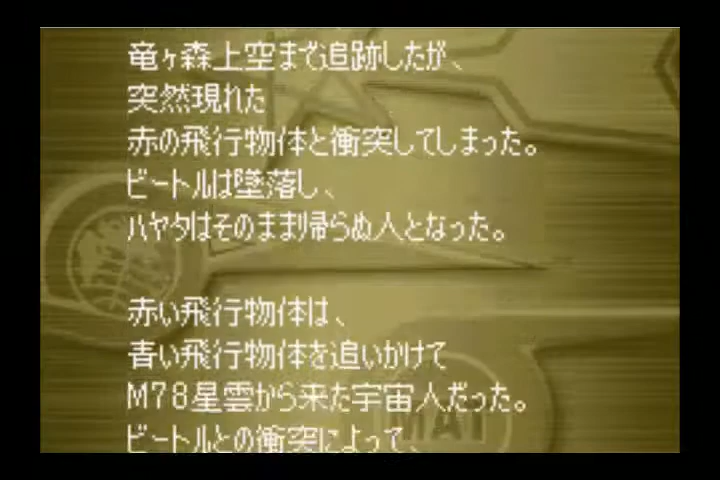 竜ヶ森上空まで追跡したが、
突然現れた
赤の飛行物体と衝突してしまった。
ビートルは墜落し、
ハヤタはそのまま帰らぬ人となった。
赤い飛行物体は、
青い飛行物体を追いかけて
M78星雲から来た宇宙人だった。
ビートルとの衝突によって、
MAT